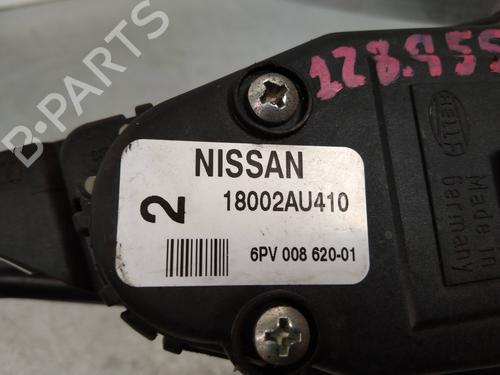 B-PARTS
128.955
HELLA
Made in
Germany
NISSAN
2
18002AU410
6PV 008 620-01